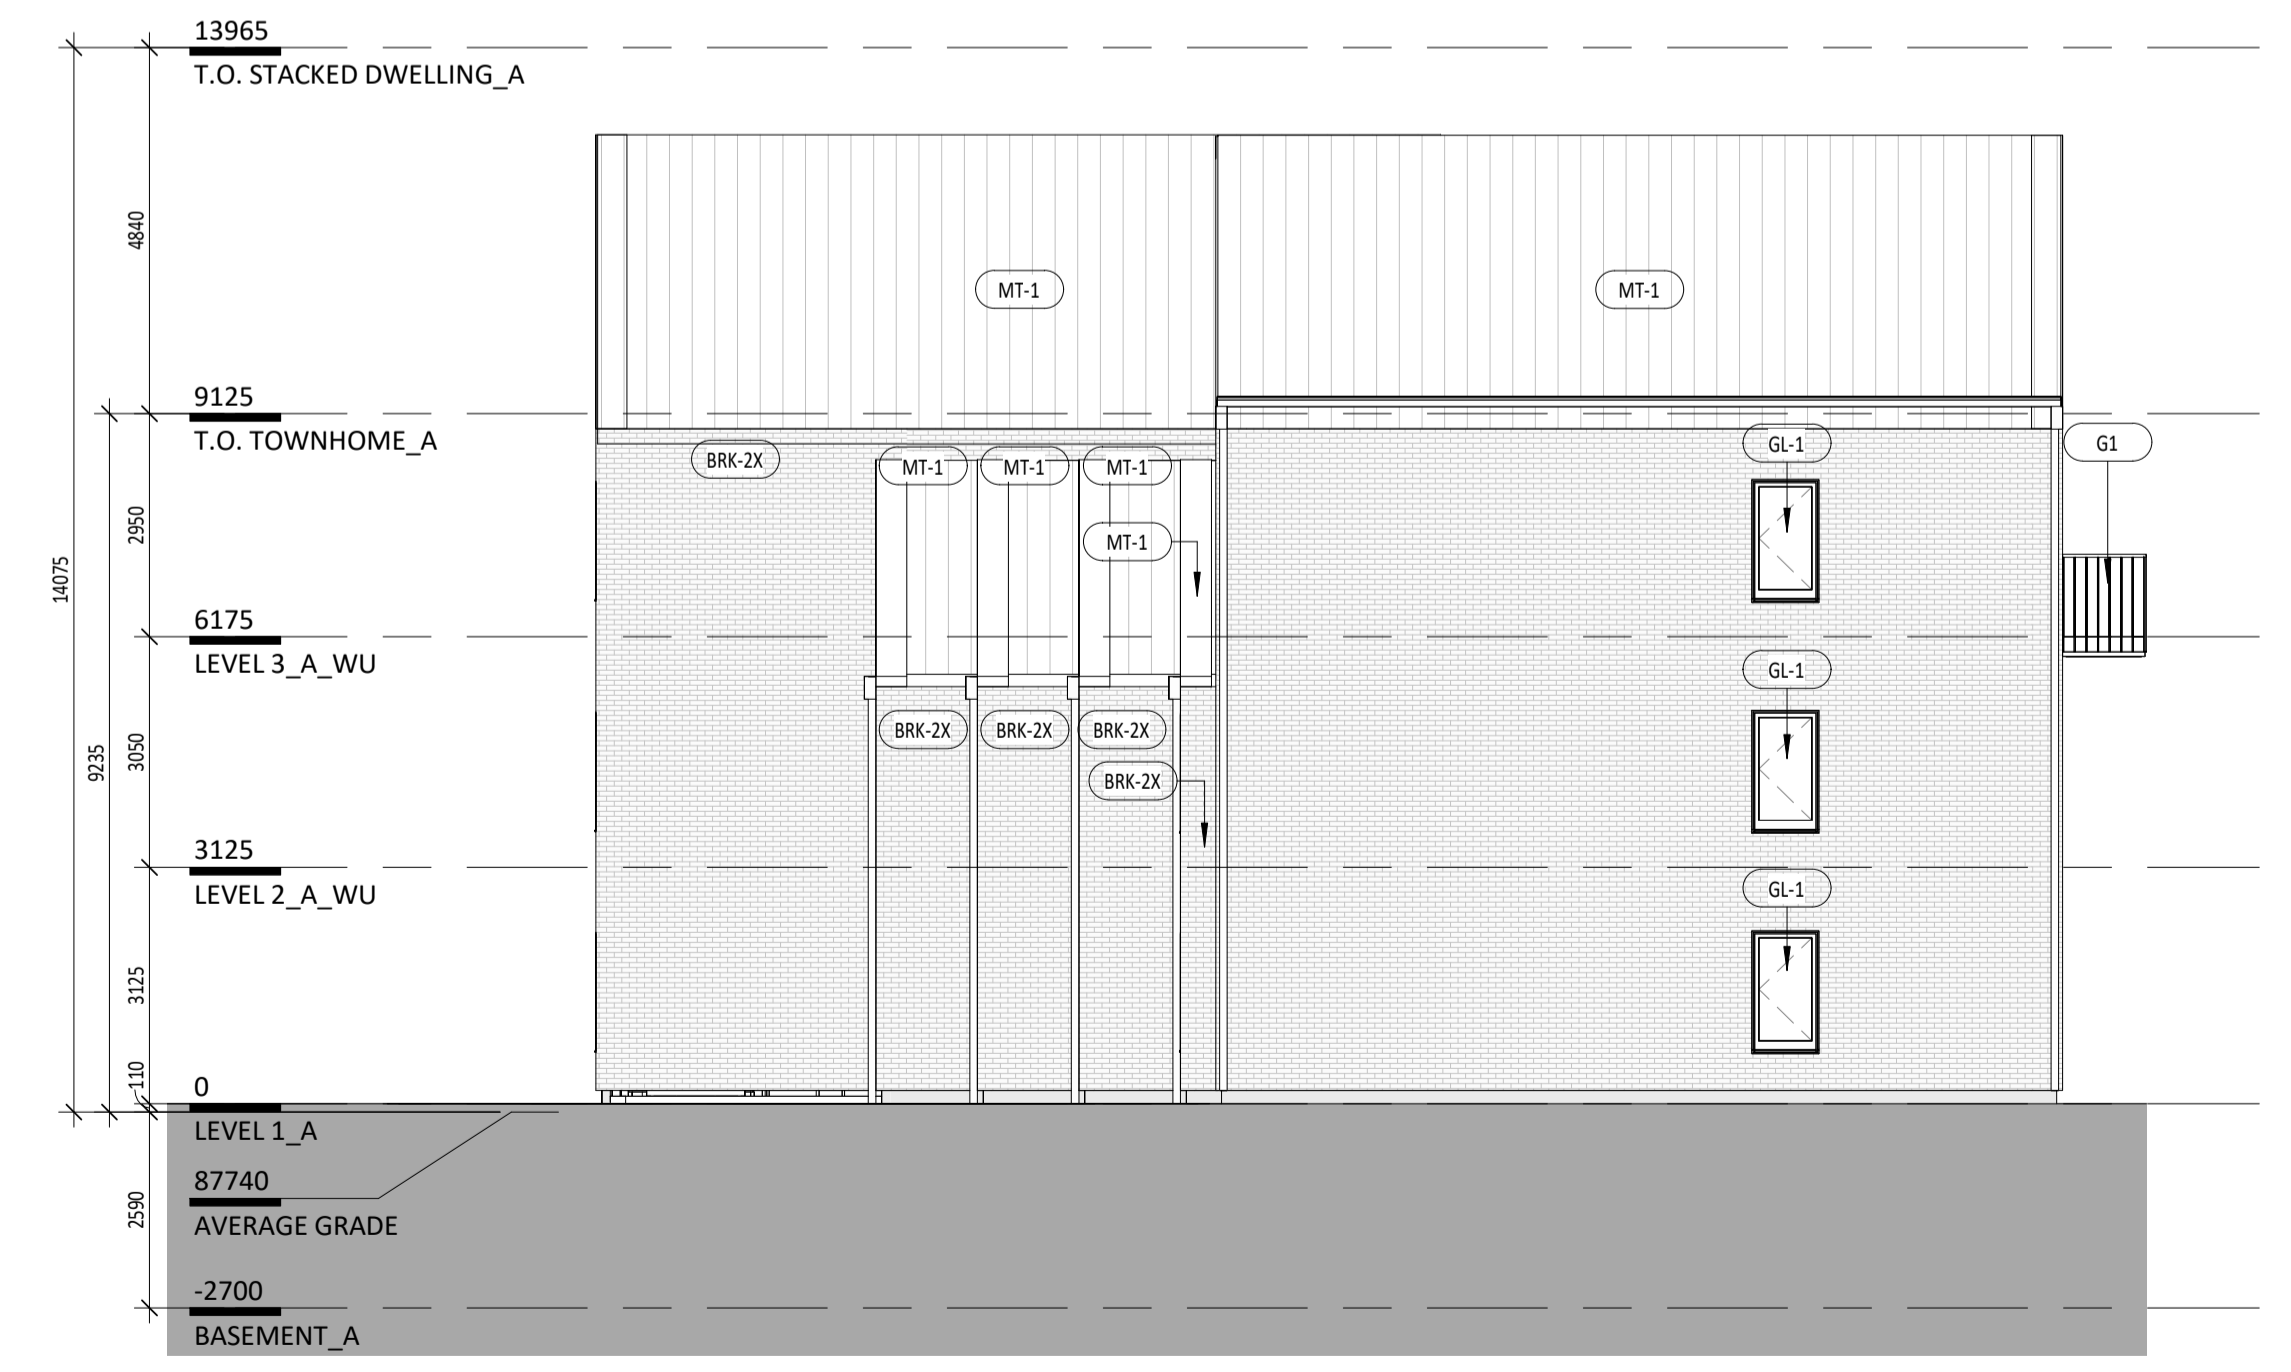 13965
T.O. STACKED DWELLING_A
4840
MT-1
MT-1
9125
T.O. TOWNHOME_A
BRK-2X
MT-1
MT-1
MT-1
GL-1
G1
2950
MT-1
14075
6175
LEVEL 3_A_WU
GL-1
BRK-2X
BRK-2X
BRK-2X
9235
3050
BRK-2X
3125
LEVEL 2_A_WU
GL-1
3125
110
0
LEVEL 1_A
87740
AVERAGE GRADE
2590
-2700
BASEMENT_A